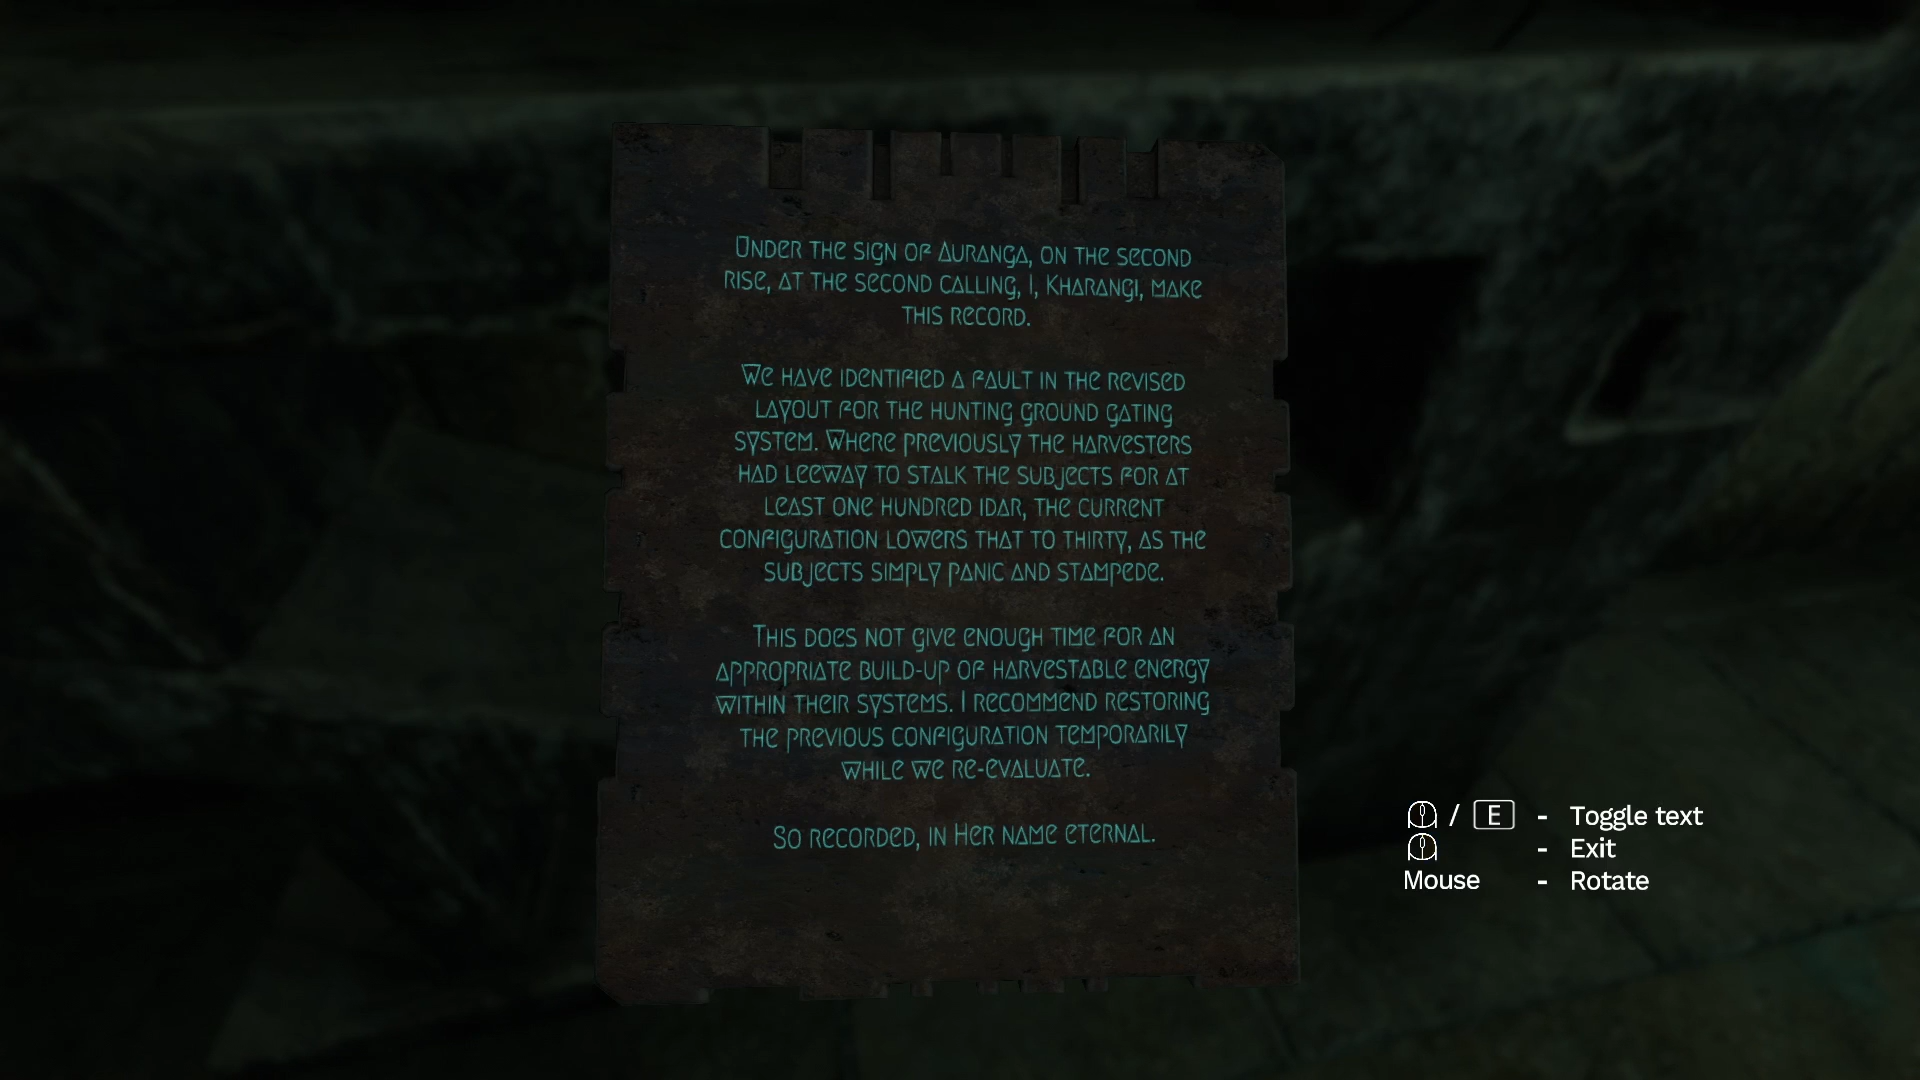 Under the sign of Auranga, on the second
rise, at the second calling, I, Kharangi, make
this record.
We have identified a fault in the revised
layout for the hunting ground gating
system. Where previously the harvesters
had leeway to stalk the subjects for at
least one hundred idar, the current
configuration lowers that to thirty, as the
subjects simply panic and stampede.
This does not give enough time for an
appropriate build-up of harvestable energy
within their systems. I recommend restoring
the previous configuration temporarily
while we re-evaluate.
So recorded, in Her name eternal.
/ E - Toggle text
- Exit
Mouse - Rotate